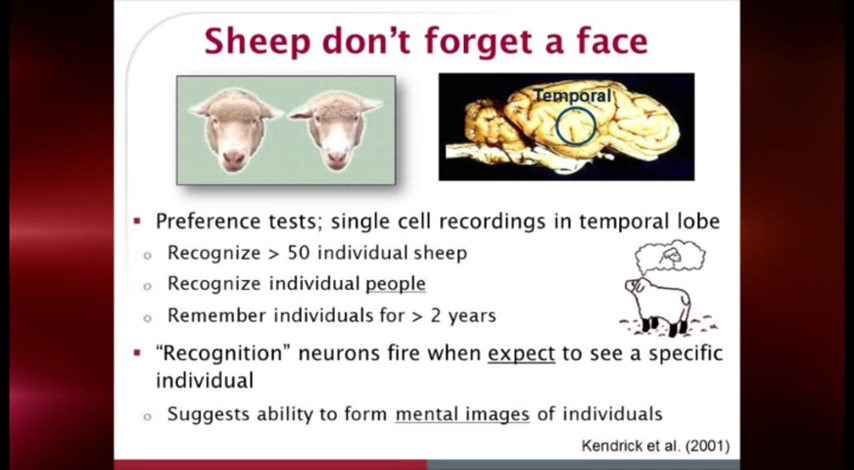 Sheep don't forget a face
Temporal
▪ Preference tests; single cell recordings in temporal lobe
o Recognize > 50 individual sheep
o Recognize individual people
o Remember individuals for > 2 years
▪ “Recognition” neurons fire when expect to see a specific
individual
o Suggests ability to form mental images of individuals
Kendrick et al. (2001)